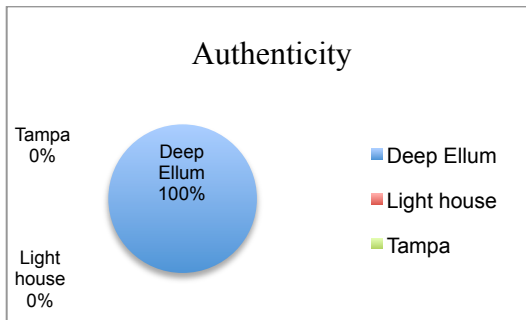 Authenticity
Tampa
0%
Deep
Ellum
100%
Light
house
0%
Deep Ellum
Light house
Tampa